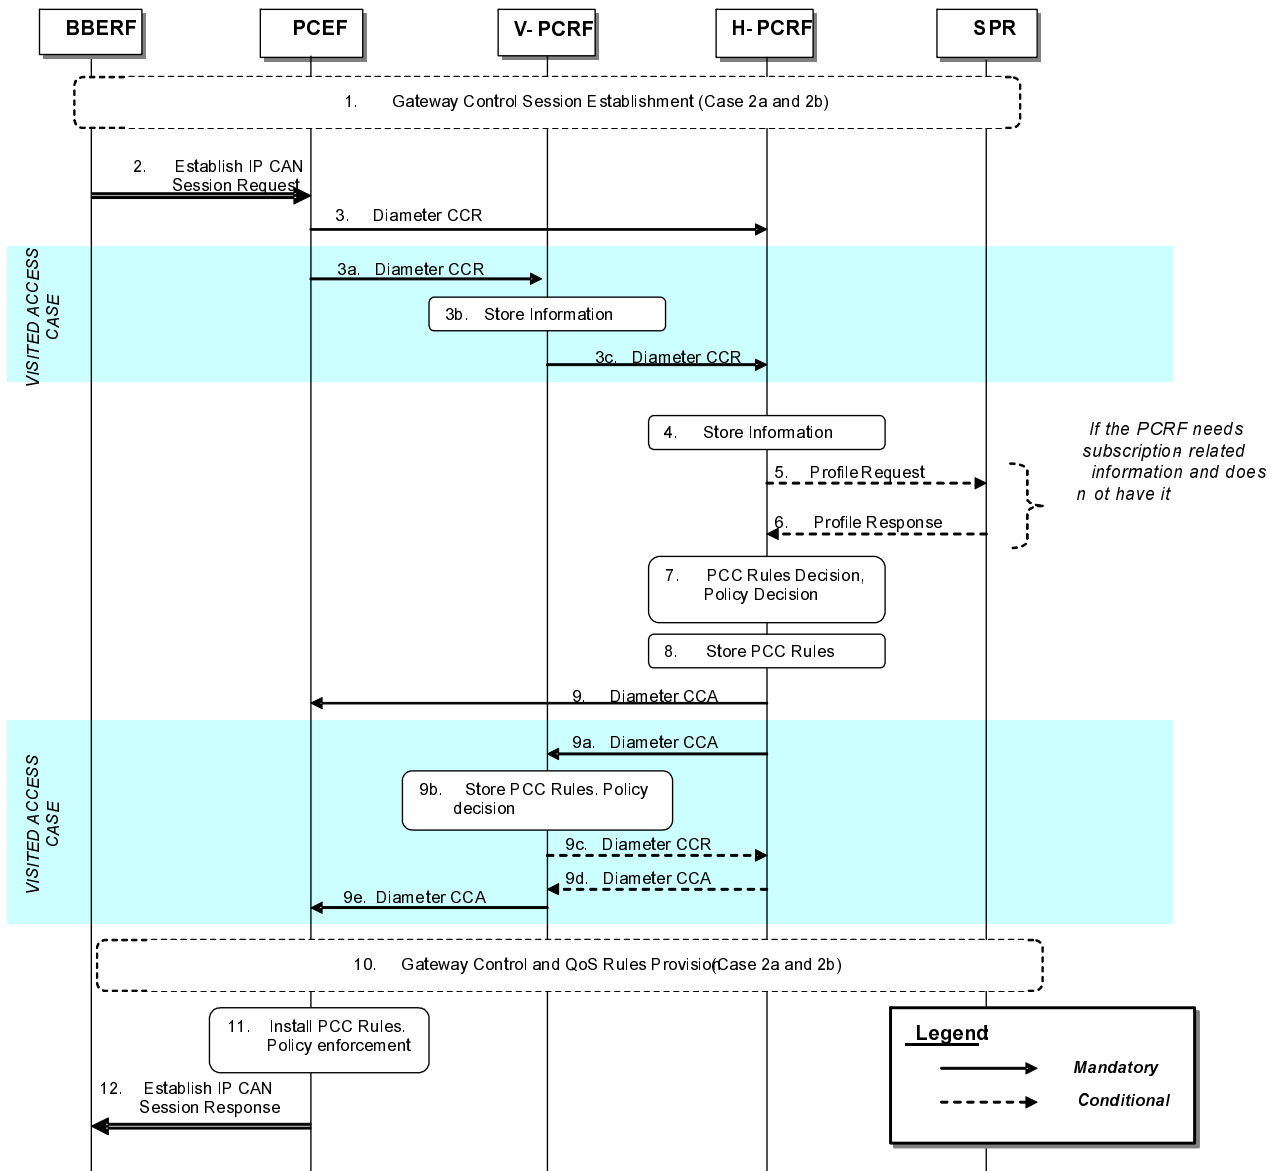 BBERF
PCEF
V- PCRF
H- PCRF
SPR
1. Gateway Control Session Establishment (Case 2a and 2b)
2. Establish IP CAN
Session Request
3. Diameter CCR
VISITED ACCESS
CASE
3a. Diameter CCR
3b. Store Information
3c. Diameter CCR
4. Store Information
If the PCRF needs
subscription related
information and does
n ot have it
5. Profile Request
6. Profile Response
7. PCC Rules Decision,
Policy Decision
8. Store PCC Rules
9. Diameter CCA
VISITED ACCESS
CASE
9a. Diameter CCA
9b. Store PCC Rules. Policy
decision
9c. Diameter CCR
9d. Diameter CCA
9e. Diameter CCA
10. Gateway Control and QoS Rules Provision (Case 2a and 2b)
11. Install PCC Rules.
Policy enforcement
12. Establish IP CAN
Session Response
Legend:
Mandatory
Conditional